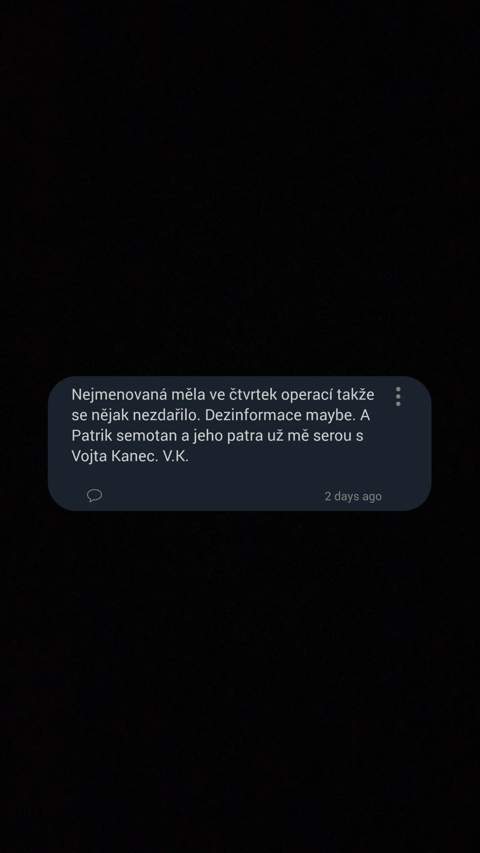 Nejmenovaná měla ve čtvrtek operací takže
se nějak nezdařilo. Dezinformace maybe. A
Patrik semotan a jeho patra už mě serou s
Vojta Kanec. V.K.
2 days ago